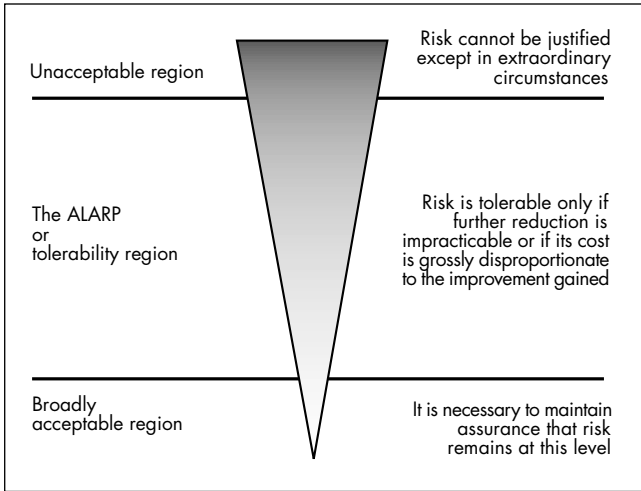 Unacceptable region
Risk cannot be justified
except in extraordinary
circumstances
The ALARP
or
tolerability region
Risk is tolerable only if
further reduction is
impracticable or if its cost
is grossly disproportionate
to the improvement gained
Broadly
acceptable region
It is necessary to maintain
assurance that risk
remains at this level